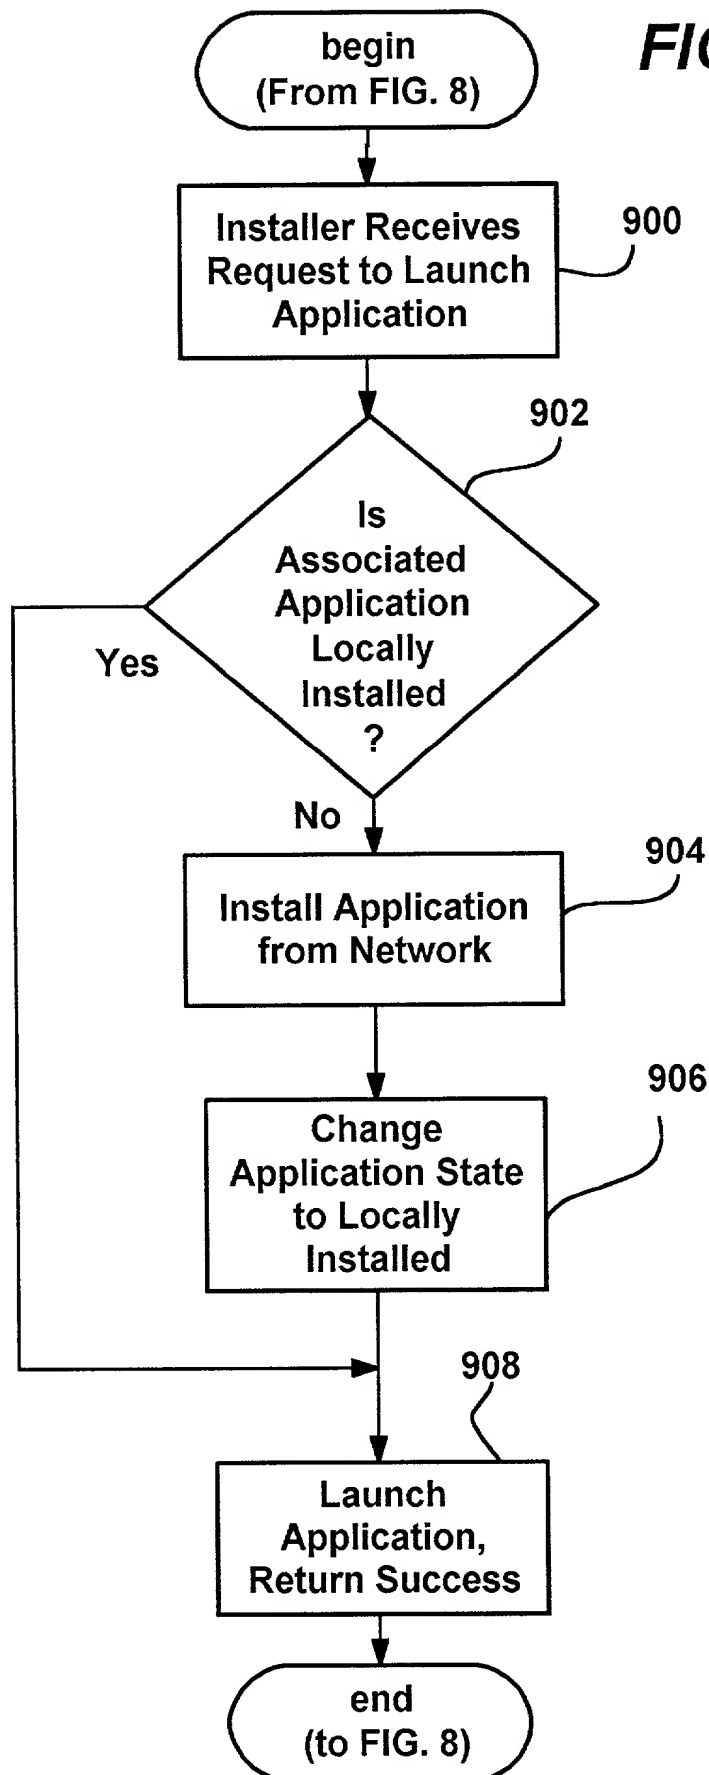 begin
(From FIG. 8)
FIG
Installer Receives
Request to Launch
Application
900
902
Is
Associated
Application
Locally
Installed
?
Yes
No
904
Install Application
from Network
906
Change
Application State
to Locally
Installed
908
Launch
Application,
Return Success
end
(to FIG. 8)